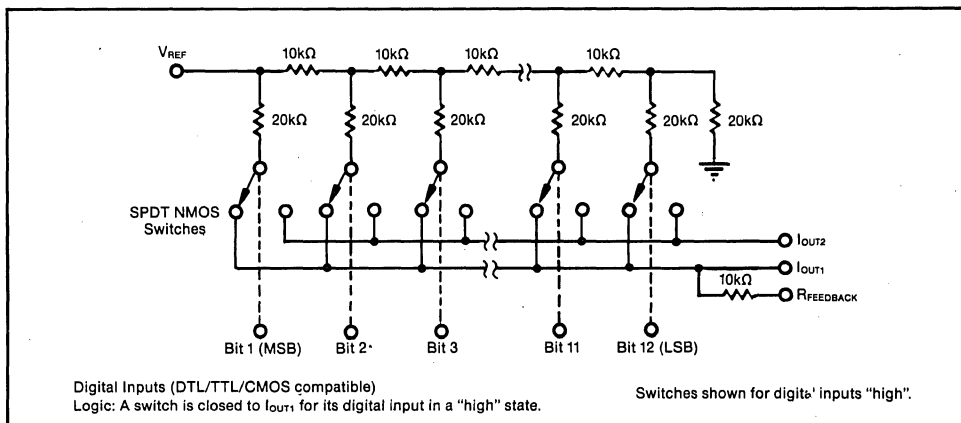 VREF
10kΩ
10kΩ
10kΩ
10kΩ
20kΩ
20kΩ
20kΩ
20kΩ
20kΩ
20kΩ
SPDT NMOS
Switches
IOUT2
IOUT1
10kΩ
RFEEDBACK
Bit 1 (MSB)
Bit 2
Bit 3
Bit 11
Bit 12 (LSB)
Digital Inputs (DTL/TTL/CMOS compatible)
Logic: A switch is closed to IOUT1 for its digital input in a "high" state.
Switches shown for digita' inputs "high".